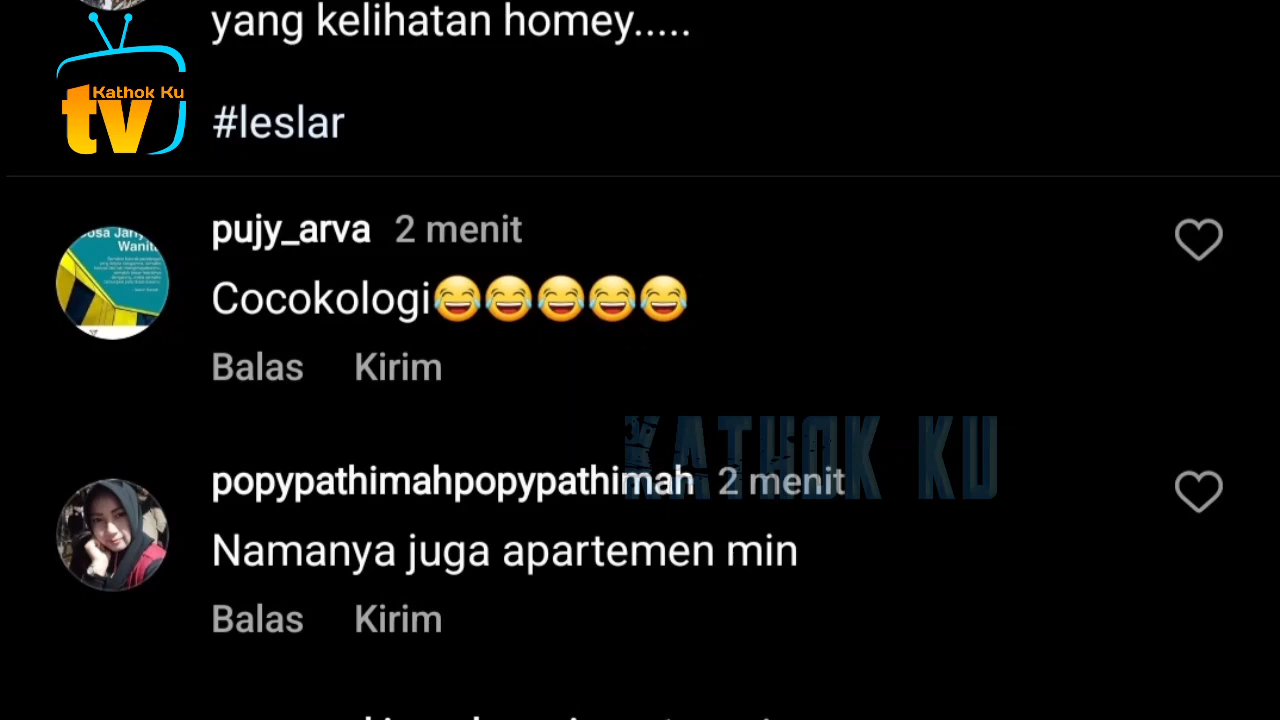 yang kelihatan homey.....
Kathok Ku
tv
#leslar
pujy_arva 2 menit
Cocokologi😂😂😂😂😂
Balas Kirim
KATHOK KU
popypathimahpopypathimah 2 menit
Namanya juga apartemen min
Balas Kirim